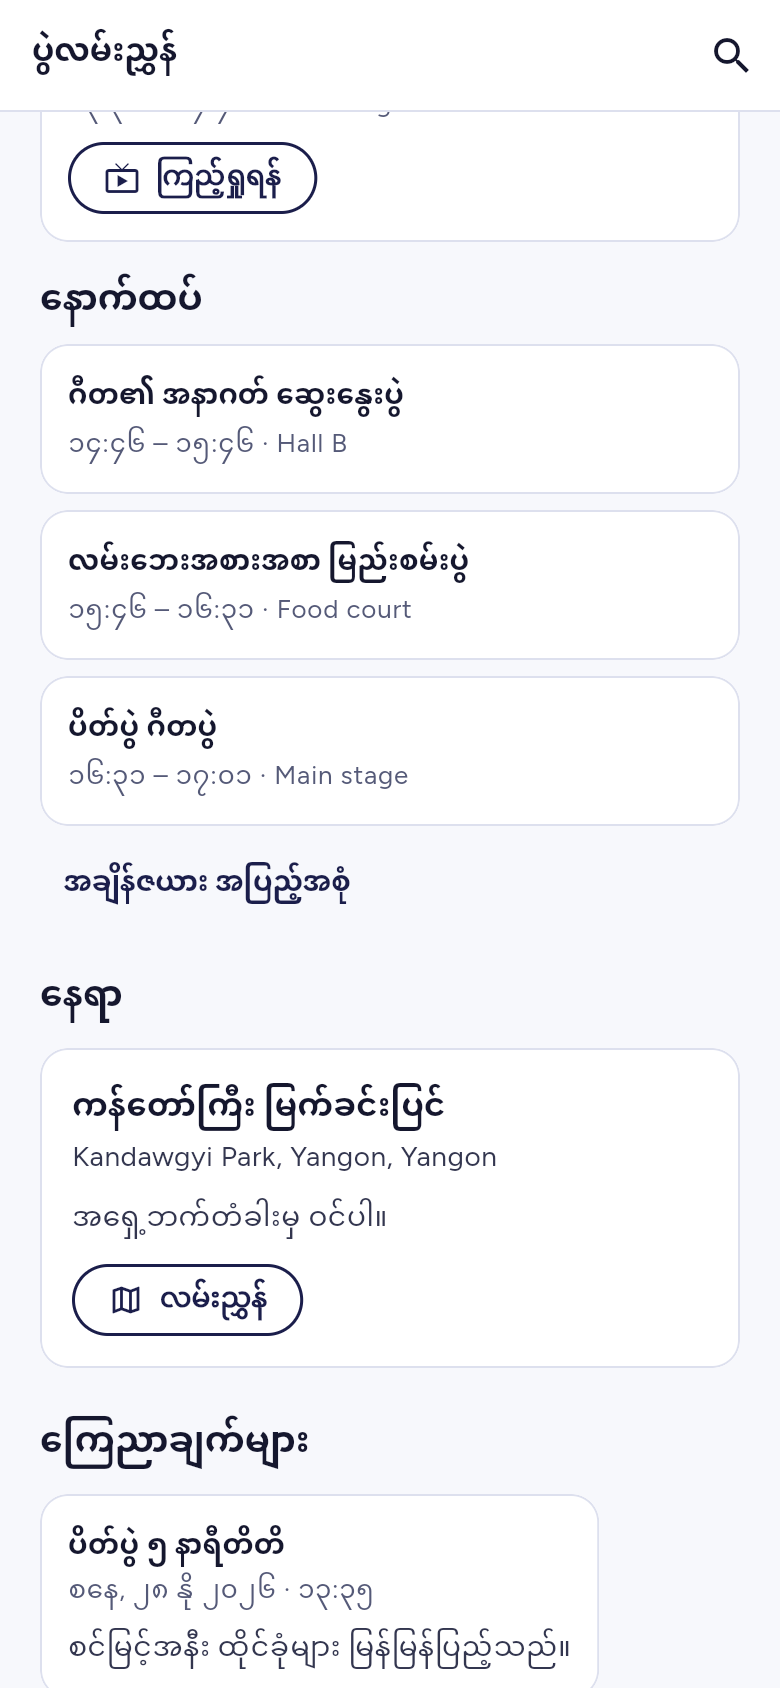 ပွဲလမ်းညွှန်
ကြည့်ရှုရန်
နောက်ထပ်
ဂီတ၏ အနာဂတ် ဆွေးနွေးပွဲ
၁၄:၄၆ – ၁၅:၄၆ · Hall B
လမ်းဘေးအစားအစာ မြည်းစမ်းပွဲ
၁၅:၄၆ – ၁၆:၃၁ · Food court
ပိတ်ပွဲ ဂီတပွဲ
၁၆:၃၁ – ၁၇:၀၁ · Main stage
အချိန်ဇယား အပြည့်အစုံ
နေရာ
ကန်တော်ကြီး မြက်ခင်းပြင်
Kandawgyi Park, Yangon, Yangon
အရှေ့ဘက်တံခါးမှ ဝင်ပါ။
လမ်းညွှန်
ကြေညာချက်များ
ပိတ်ပွဲ ၅ နာရီတိတိ
စနေ, ၂၈ နို ၂၀၂၆ · ၁၃:၃၅
စင်မြင့်အနီး ထိုင်ခုံများ မြန်မြန်ပြည့်သည်။